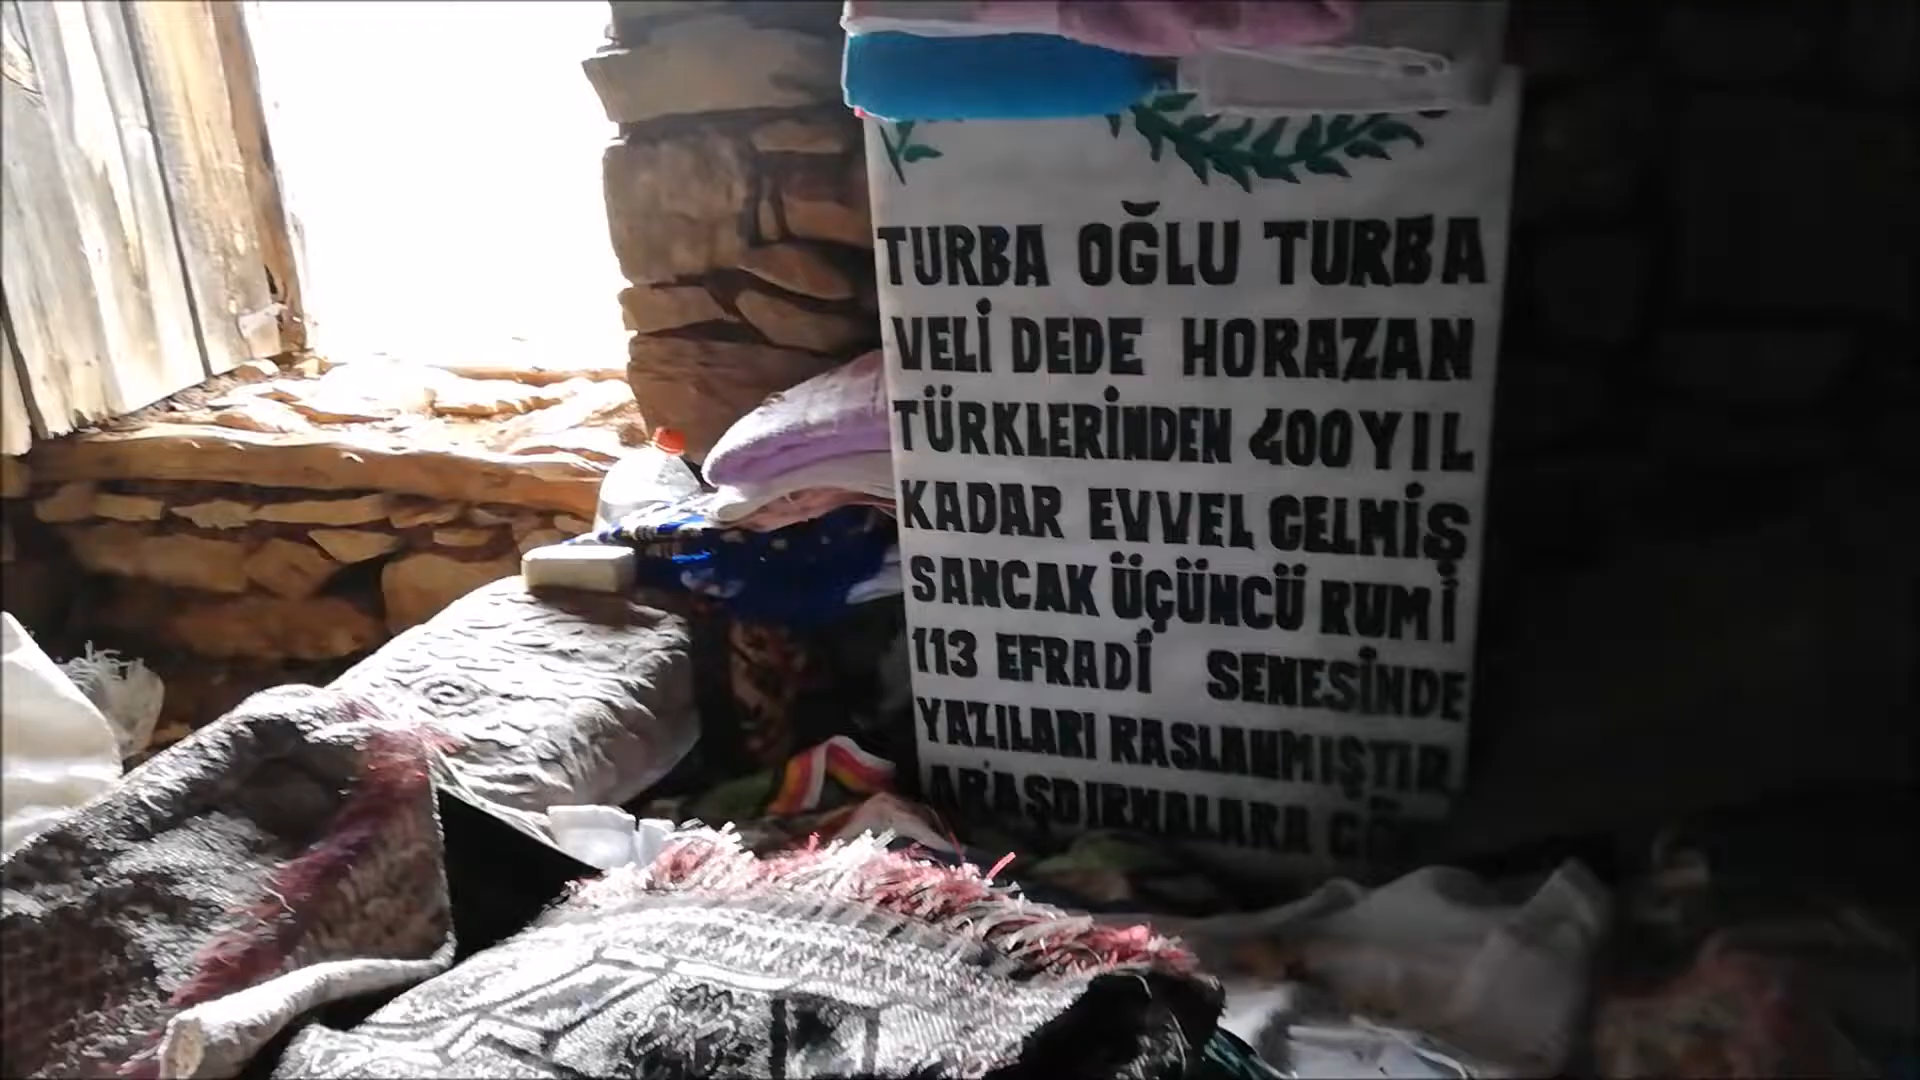 TURBA OĞLU TURBA
VELİ DEDE HORAZAN
TÜRKLERİNDEN 400 YIL
KADAR EVVEL GELMİŞ
SANCAK ÜÇÜNCÜ RUMİ
113 EFRADİ SENESİNDE
YAZILARI RASLANMIŞTIR
ARAŞDIRMALARA